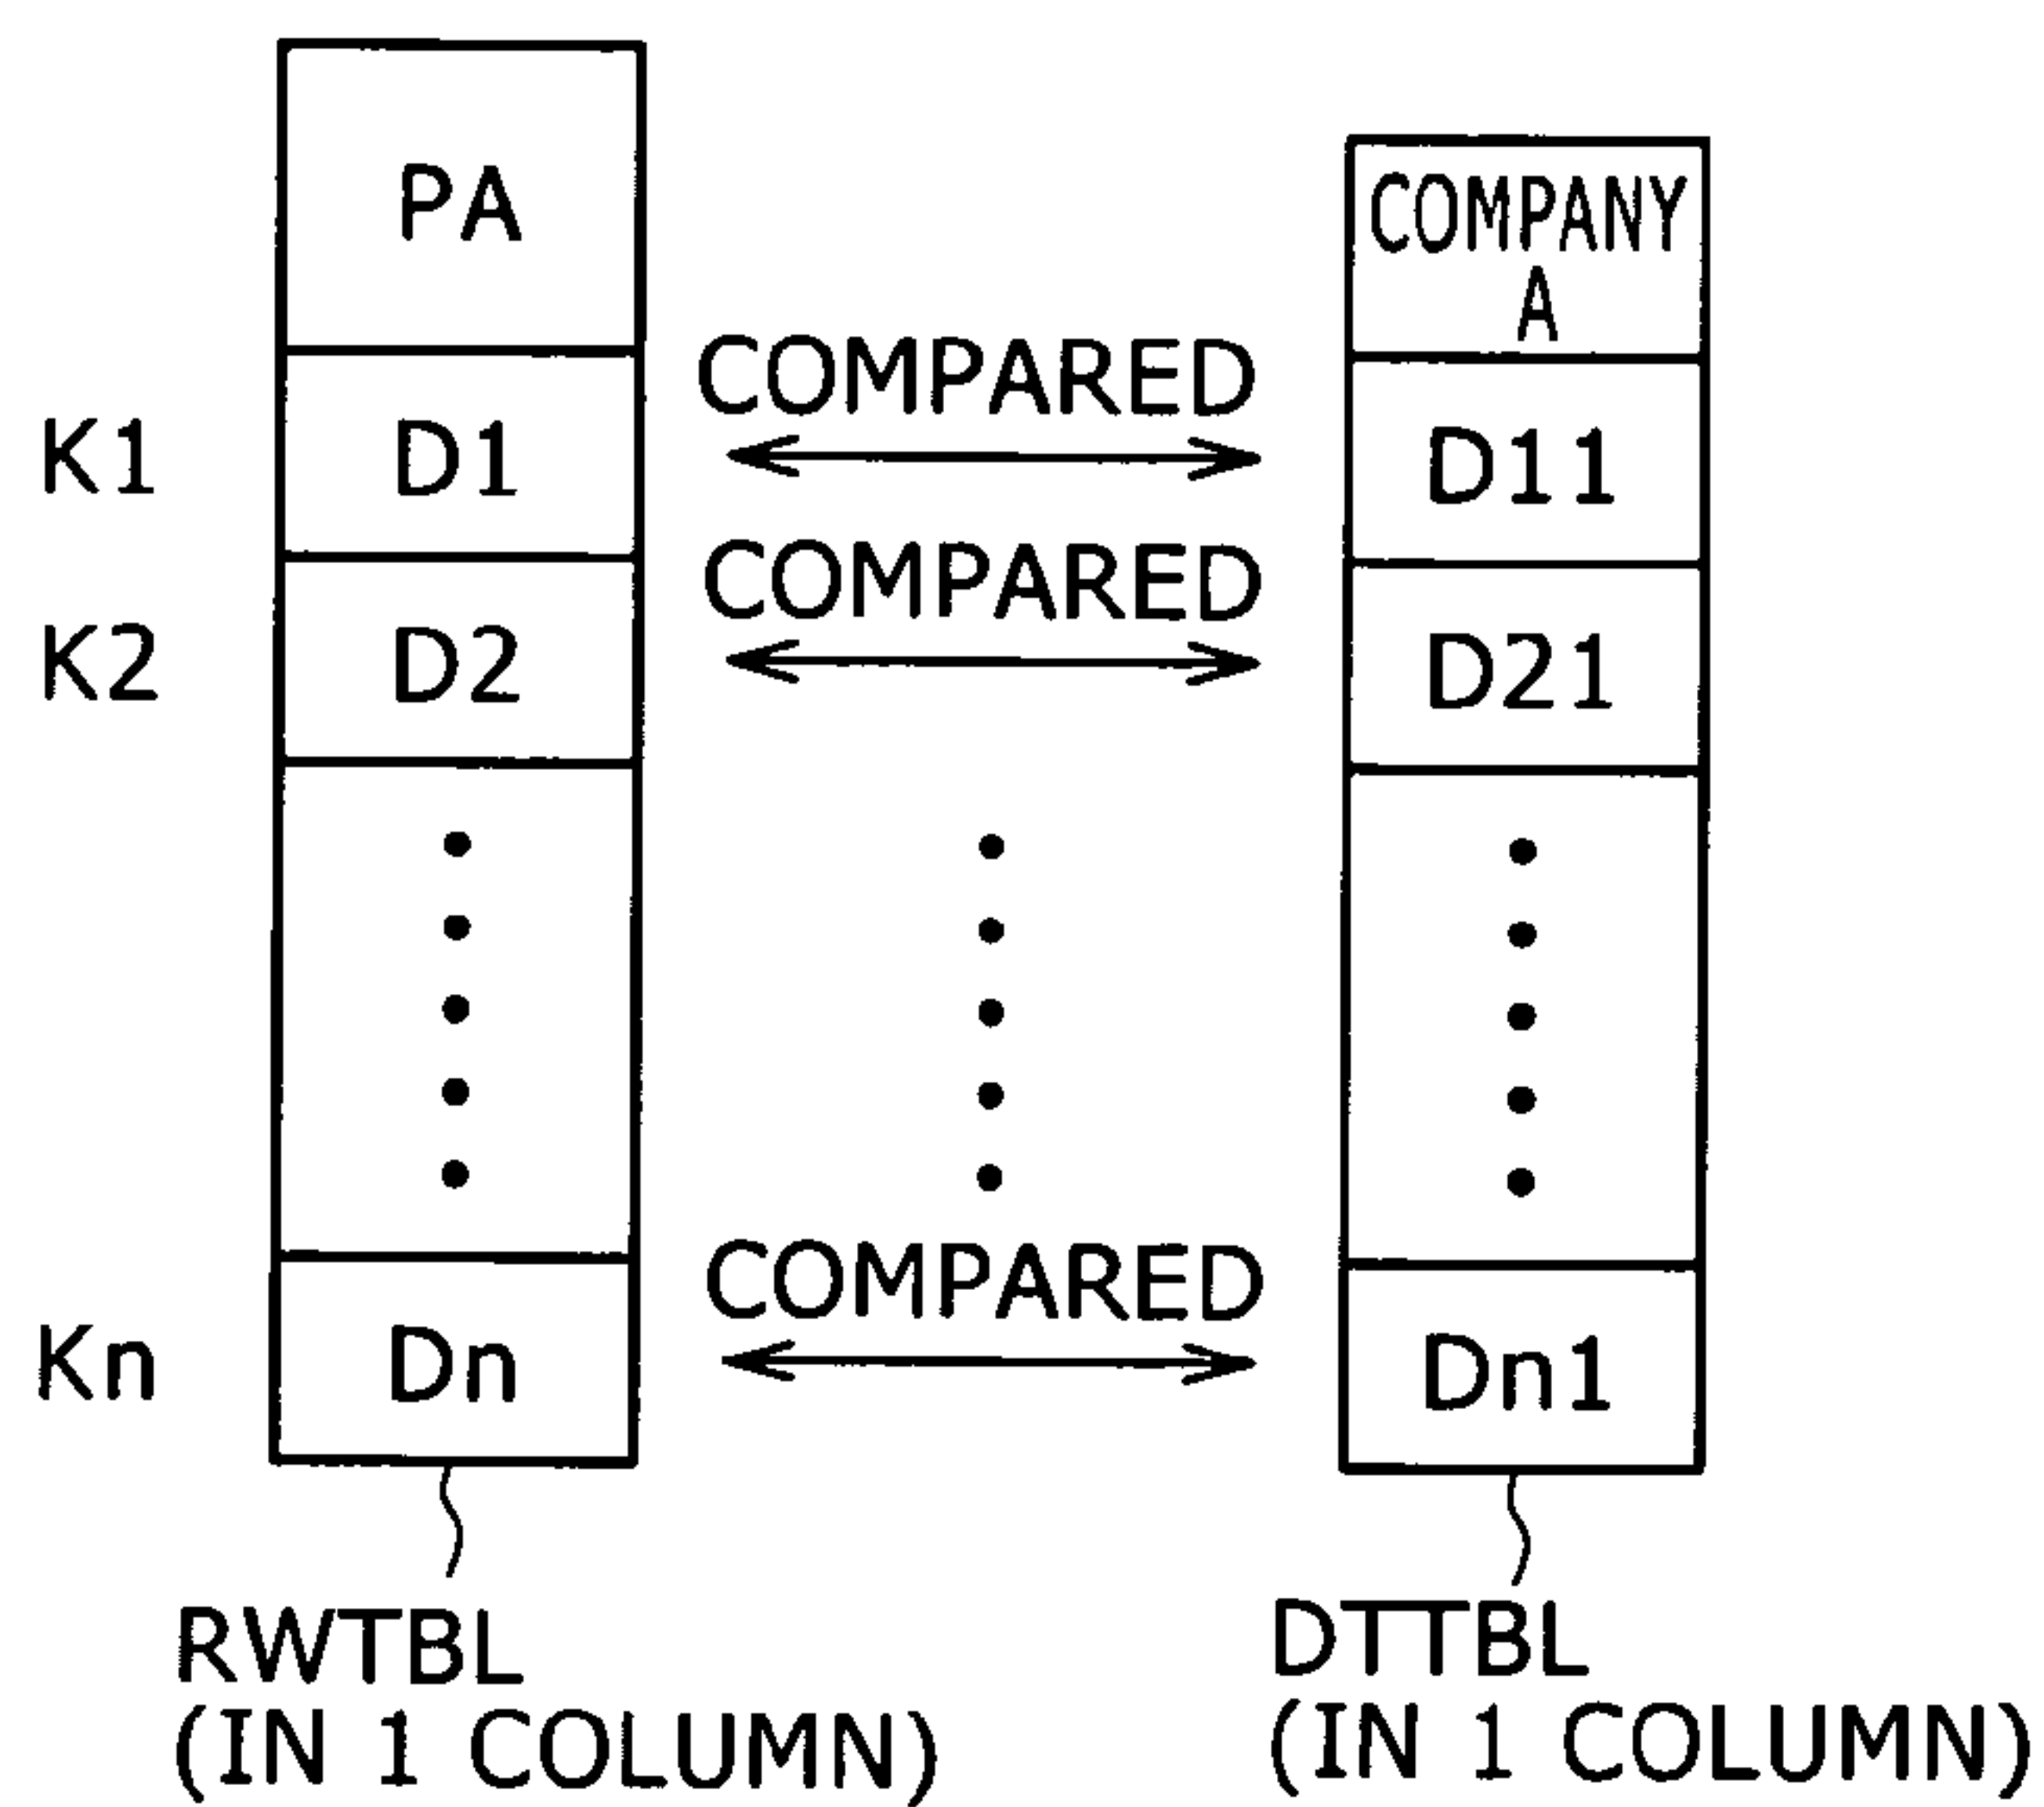 PA
COMPANY
A
COMPARED
K1 D1 D11
COMPARED
K2 D2 D21
COMPARED
Kn Dn Dn1
RWTBL
(IN 1 COLUMN)
DTTBL
(IN 1 COLUMN)